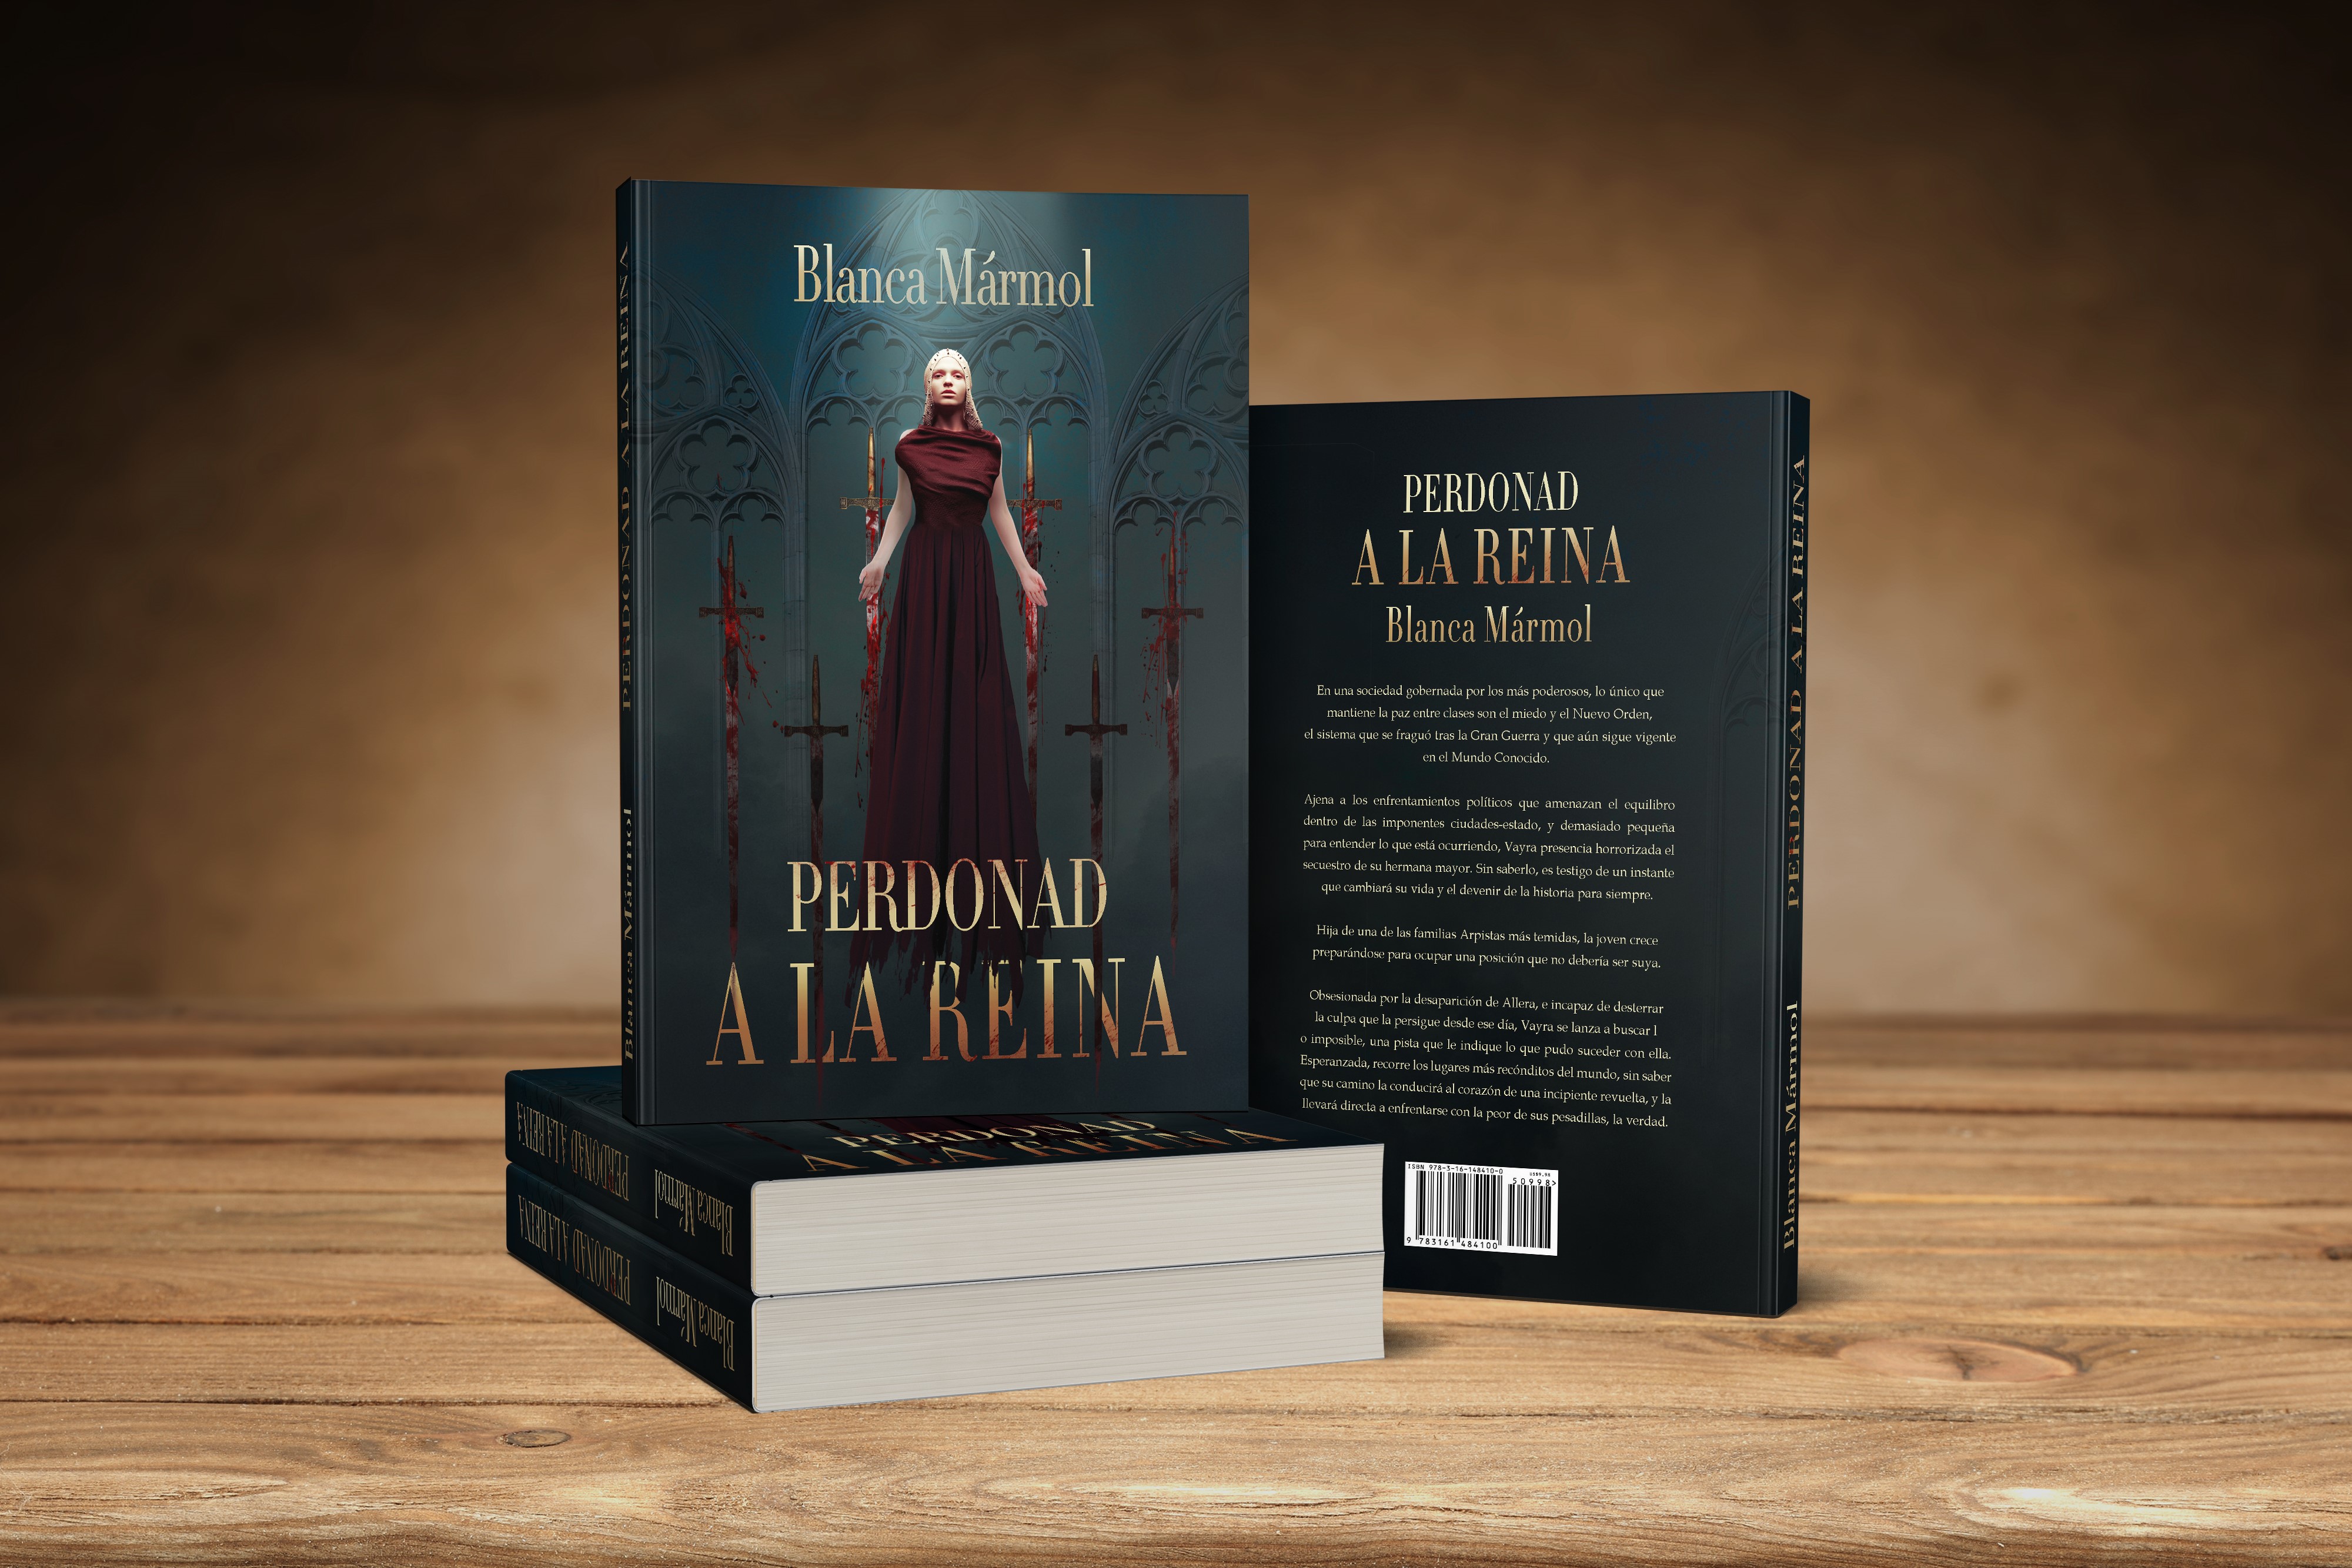 Blanca Mármol
PERDONAD
A LA REINA
PERDONAD A LA REINA
Blanca Mármol
PERDONAD
A LA REINA
PERDONAD A LA REINA
Blanca Mármol
PERDONAD A LA REINA
Blanca Mármol
PERDONAD
A LA REINA
Blanca Mármol
En una sociedad gobernada por los más poderosos, lo único que
mantiene la paz entre clases son el miedo y el Nuevo Orden,
el sistema que se fraguó tras la Gran Guerra y que aún sigue vigente
en el Mundo Conocido.
Ajena a los enfrentamientos políticos que amenazan el equilibro
dentro de las imponentes ciudades-estado, y demasiado pequeña
para entender lo que está ocurriendo, Vayra presencia horrorizada el
secuestro de su hermana mayor. Sin saberlo, es testigo de un instante
que cambiará su vida y el devenir de la historia para siempre.
Hija de una de las familias Arpistas más temidas, la joven crece
preparándose para ocupar una posición que no debería ser suya.
Obsesionada por la desaparición de Allera, e incapaz de desterrar
la culpa que la persigue desde ese día, Vayra se lanza a buscar l
o imposible, una pista que le indique lo que pudo suceder con ella.
Esperanzada, recorre los lugares más recónditos del mundo, sin saber
que su camino la conducirá al corazón de una incipiente revuelta, y la
llevará directa a enfrentarse con la peor de sus pesadillas, la verdad.
ISBN 978-3-16-148410-0
50998>
9 783161 484100
PERDONAD A LA REINA
Blanca Mármol